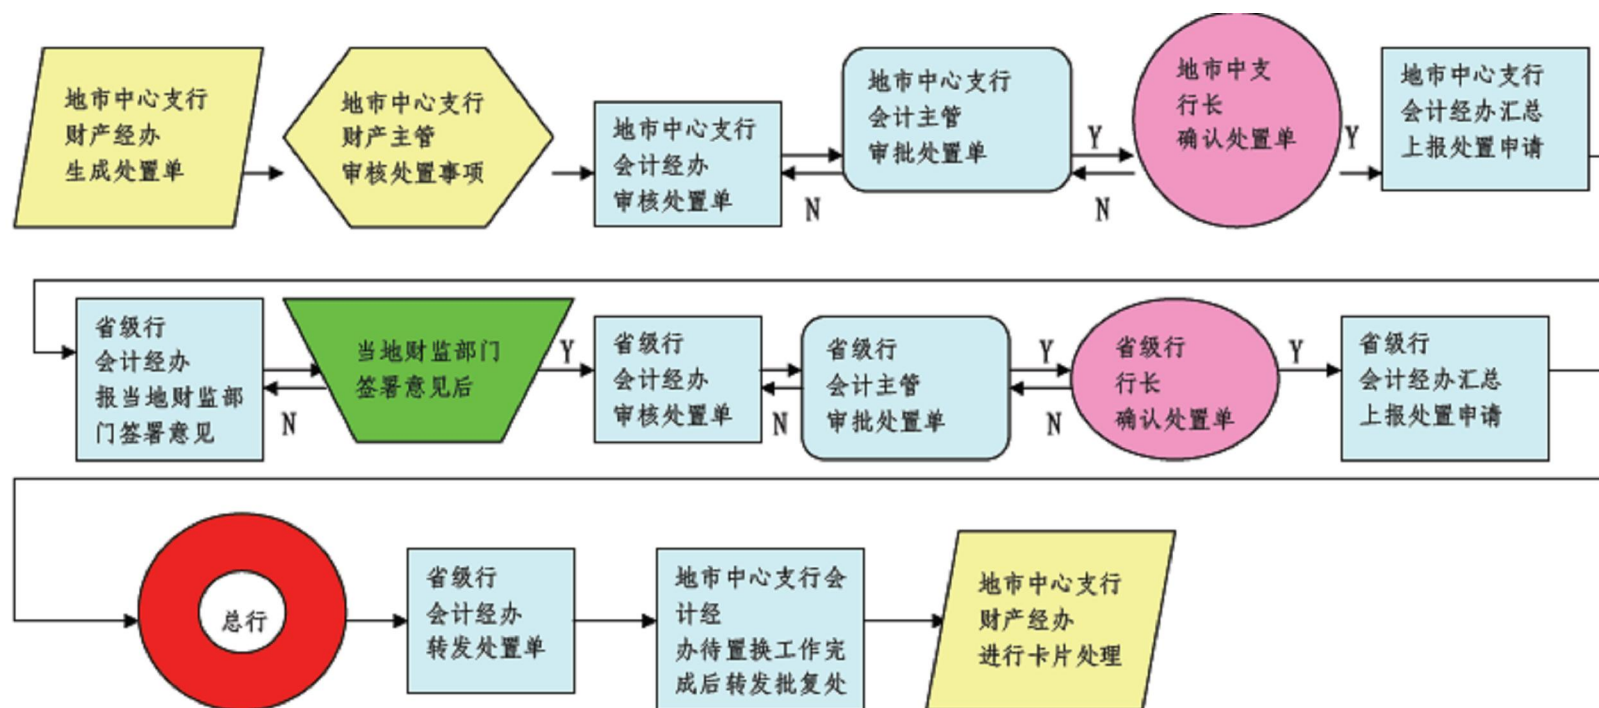 地市中心支行
财产经办
生成处置单
地市中心支行
财产主管
审核处置事项
地市中心支行
会计经办
审核处置单
N
地市中心支行
会计主管
审批处置单
Y
N
地市中支
行长
确认处置单
Y
地市中心支行
会计经办汇总
上报处置申请
省级行
会计经办
报当地财监部
门签署意见
N
当地财监部门
签署意见后
Y
省级行
会计经办
审核处置单
N
省级行
会计主管
审批处置单
Y
N
省级行
行长
确认处置单
Y
省级行
会计经办汇总
上报处置申请
总行
省级行
会计经办
转发处置单
地市中心支行会
计经
办待置换工作完
成后转发批复处
地市中心支行
财产经办
进行卡片处理